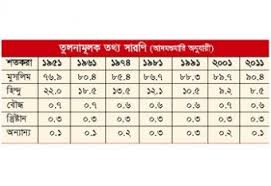 তুলনামূলক তথ্য সারণি (আদমশুমারি অনুযায়ী)
শতকরা ১৯৫১ ১৯৬১ ১৯৭৪ ১৯৮১ ১৯৯১ ২০০১ ২০১১
মুসলিম ৭৬.৯ ৮০.৪ ৮৫.৪ ৮৬.৭ ৮৮.৩ ৮৯.৭ ৯০.৪
হিন্দু ২২.০ ১৮.৫ ১৩.৫ ১২.১ ১০.৫ ৯.২ ৮.৫
বৌদ্ধ ০.৭ ০.৭ ০.৬ ০.৬ ০.৬ ০.৭ ০.৬
খ্রিষ্টান ০.৩ ০.৩ ০.২ ০.৩ ০.৩ ০.৩ ০.৩
অন্যান্য ০.১ ০.১ ০.২ ০.৩ ০.৩ ০.২ ০.১